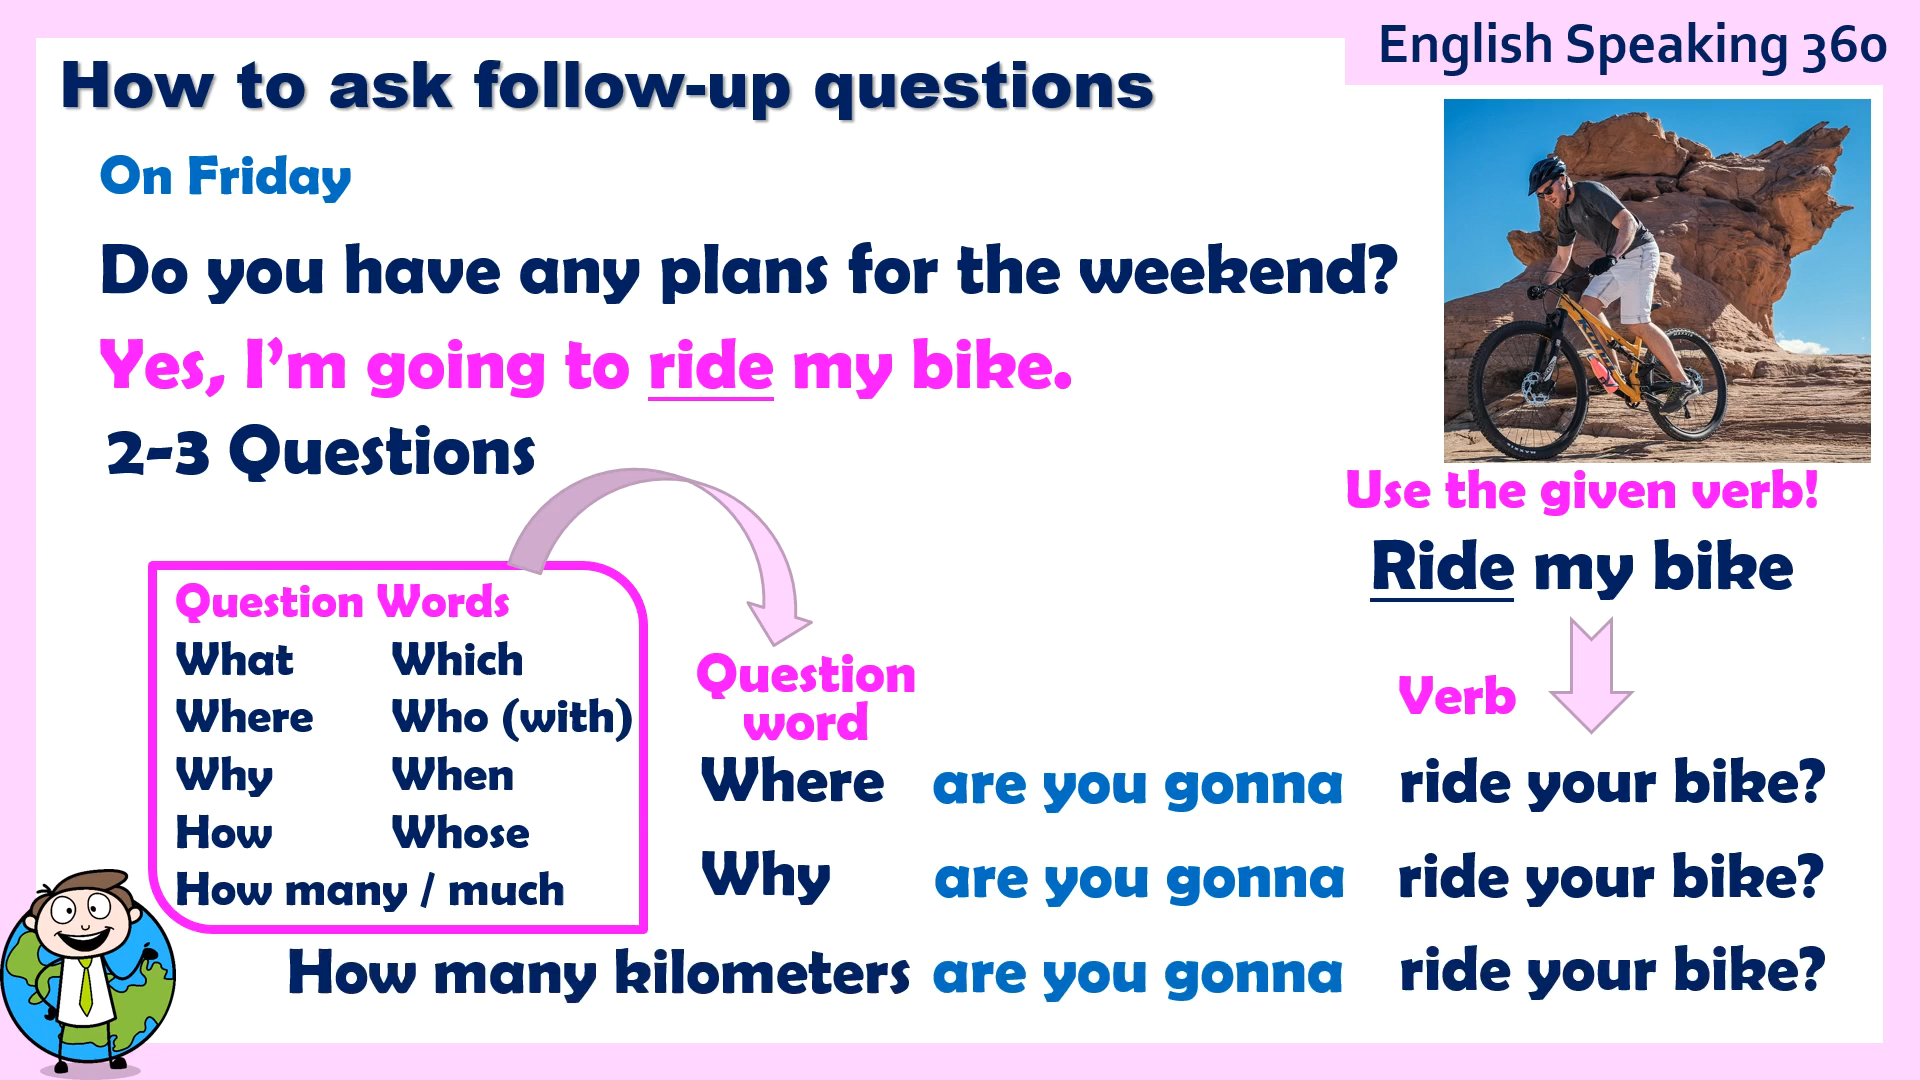 English Speaking 360
How to ask follow-up questions
On Friday
Do you have any plans for the weekend?
Yes, I'm going to ride my bike.
2-3 Questions
Use the given verb!
Ride my bike
Question Words
What Which
Where Who (with)
Why When
How Whose
How many / much
Question
word
Verb
Where are you gonna ride your bike?
Why are you gonna ride your bike?
How many kilometers are you gonna ride your bike?